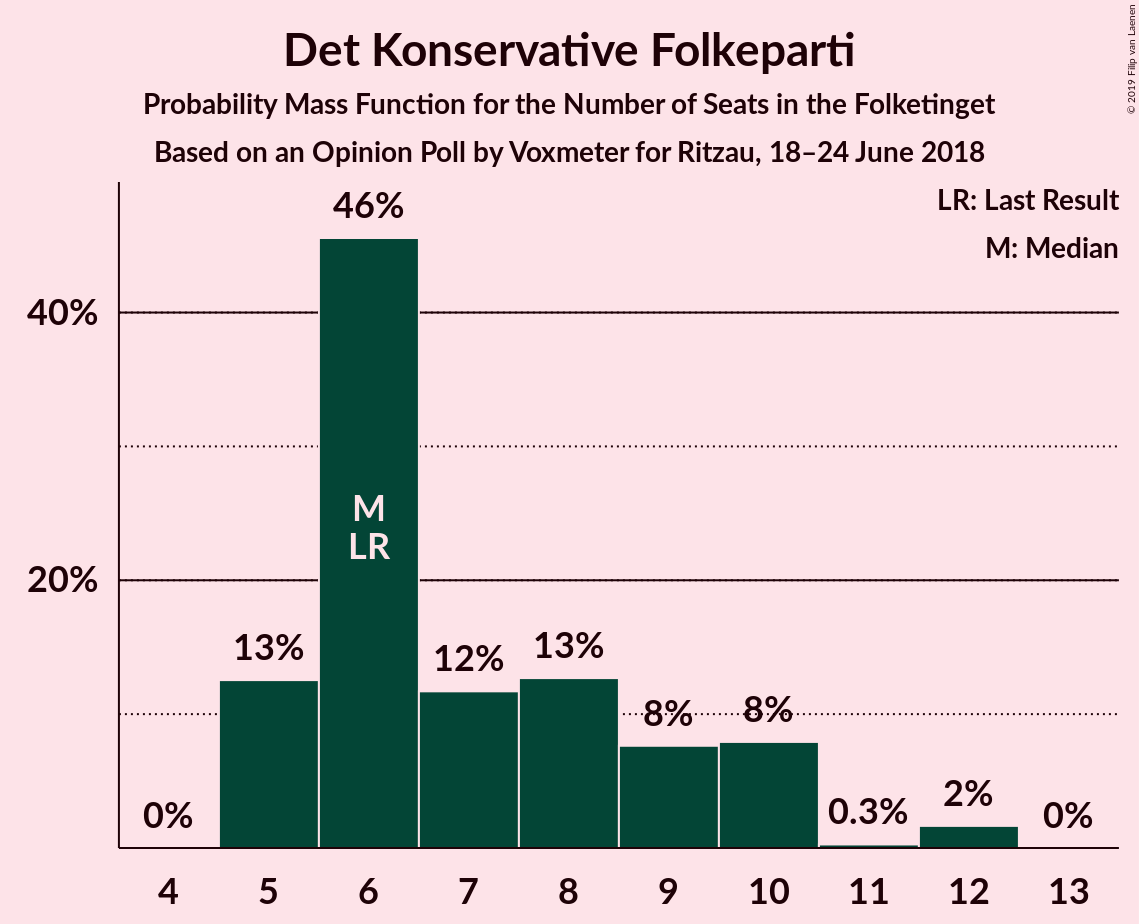 Det Konservative Folkeparti
Probability Mass Function for the Number of Seats in the Folketinget
Based on an Opinion Poll by Voxmeter for Ritzau, 18–24 June 2018
© 2019 Filip van Laenen
LR: Last Result
M: Median
40%
20%
0%
13%
46%
M
LR
12%
13%
8%
8%
0.3%
2%
0%
4 5 6 7 8 9 10 11 12 13